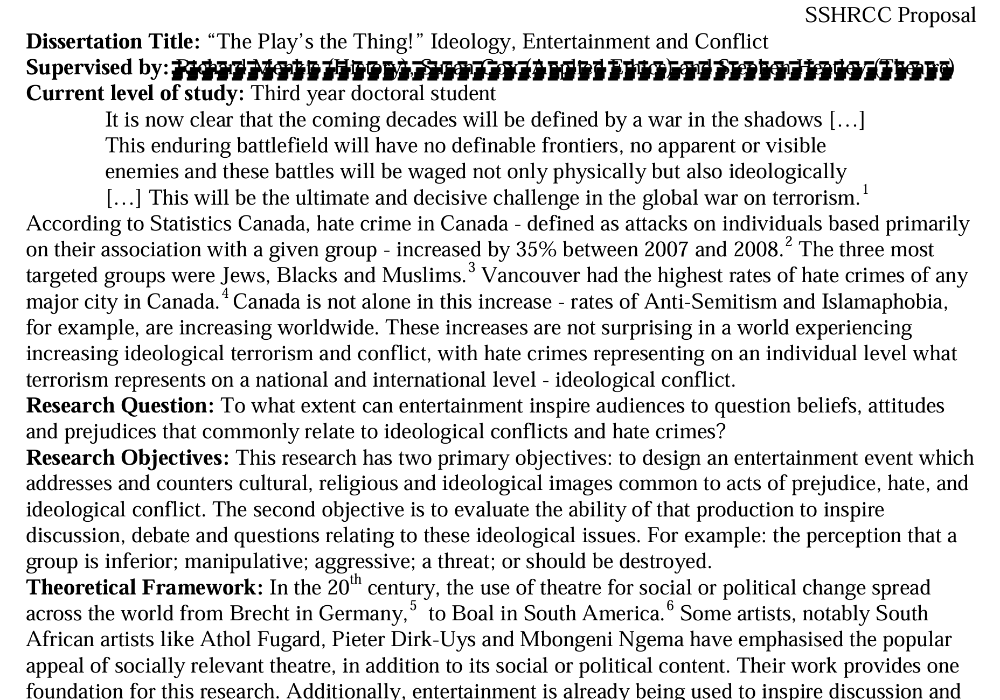 SSHRCC Proposal
Dissertation Title: “The Play’s the Thing!” Ideology, Entertainment and Conflict
Supervised by:
Current level of study: Third year doctoral student
It is now clear that the coming decades will be defined by a war in the shadows […]
This enduring battlefield will have no definable frontiers, no apparent or visible
enemies and these battles will be waged not only physically but also ideologically
[…] This will be the ultimate and decisive challenge in the global war on terrorism.1
According to Statistics Canada, hate crime in Canada - defined as attacks on individuals based primarily
on their association with a given group - increased by 35% between 2007 and 2008.2 The three most
targeted groups were Jews, Blacks and Muslims.3 Vancouver had the highest rates of hate crimes of any
major city in Canada.4 Canada is not alone in this increase - rates of Anti-Semitism and Islamaphobia,
for example, are increasing worldwide. These increases are not surprising in a world experiencing
increasing ideological terrorism and conflict, with hate crimes representing on an individual level what
terrorism represents on a national and international level - ideological conflict.
Research Question: To what extent can entertainment inspire audiences to question beliefs, attitudes
and prejudices that commonly relate to ideological conflicts and hate crimes?
Research Objectives: This research has two primary objectives: to design an entertainment event which
addresses and counters cultural, religious and ideological images common to acts of prejudice, hate, and
ideological conflict. The second objective is to evaluate the ability of that production to inspire
discussion, debate and questions relating to these ideological issues. For example: the perception that a
group is inferior; manipulative; aggressive; a threat; or should be destroyed.
Theoretical Framework: In the 20th century, the use of theatre for social or political change spread
across the world from Brecht in Germany,5 to Boal in South America.6 Some artists, notably South
African artists like Athol Fugard, Pieter Dirk-Uys and Mbongeni Ngema have emphasised the popular
appeal of socially relevant theatre, in addition to its social or political content. Their work provides one
foundation for this research. Additionally, entertainment is already being used to inspire discussion and